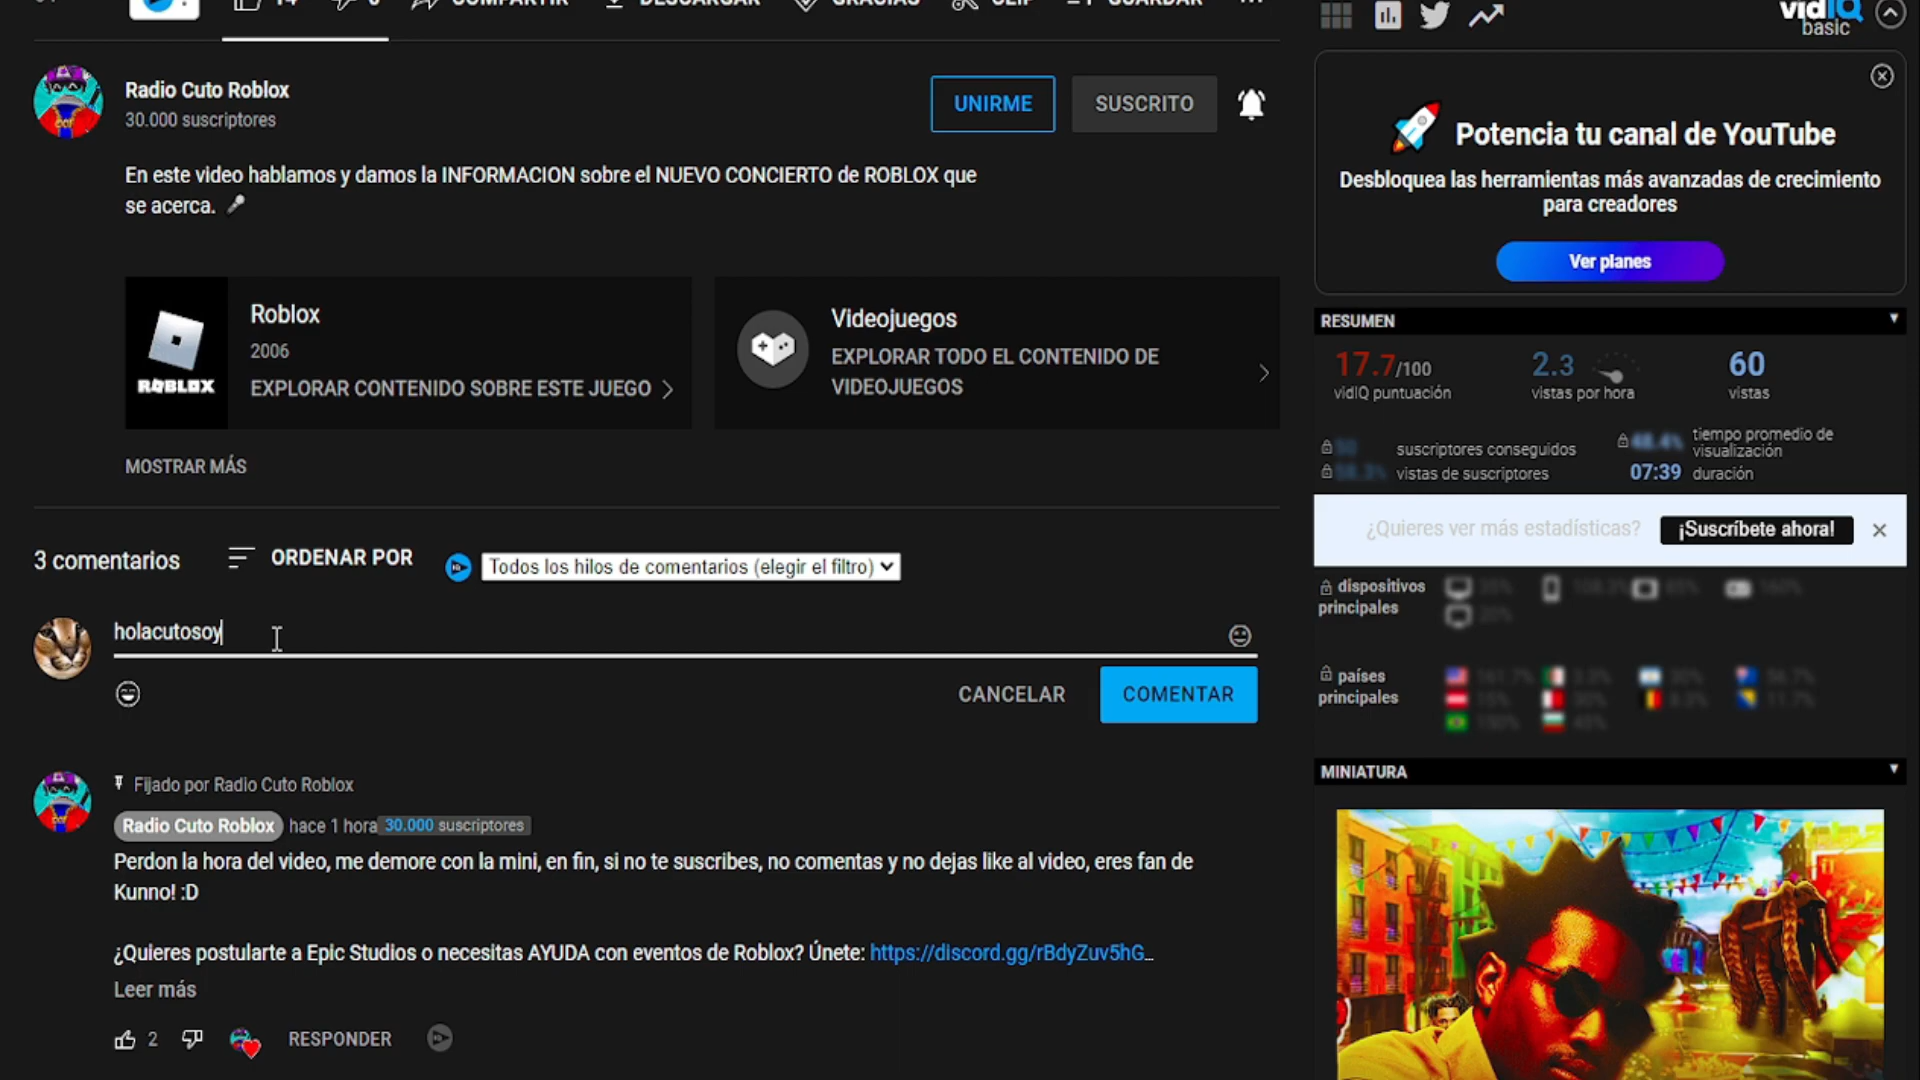 14
COMPARTIR
DESCARGAR
GRACIAS
CLIP
GUARDAR
vidIQ
basic
Radio Cuto Roblox
30.000 suscriptores
UNIRME
SUSCRITO
En este video hablamos y damos la INFORMACION sobre el NUEVO CONCIERTO de ROBLOX que
se acerca.
ROBLOX
Roblox
2006
EXPLORAR CONTENIDO SOBRE ESTE JUEGO
Videojuegos
EXPLORAR TODO EL CONTENIDO DE
VIDEOJUEGOS
MOSTRAR MÁS
3 comentarios
ORDENAR POR
Todos los hilos de comentarios (elegir el filtro)
holacutosoy
CANCELAR
COMENTAR
Fijado por Radio Cuto Roblox
Radio Cuto Roblox hace 1 hora 30.000 suscriptores
Perdon la hora del video, me demore con la mini, en fin, si no te suscribes, no comentas y no dejas like al video, eres fan de
Kunno! :D
¿Quieres postularte a Epic Studios o necesitas AYUDA con eventos de Roblox? Únete: https://discord.gg/rBdyZuv5hG...
Leer más
2
RESPONDER
Potencia tu canal de YouTube
Desbloquea las herramientas más avanzadas de crecimiento
para creadores
Ver planes
RESUMEN
17.7/100
vidIQ puntuación
2.3
vistas por hora
60
vistas
suscriptores conseguidos
vistas de suscriptores
tiempo promedio de
visualización
07:39 duración
¿Quieres ver más estadísticas?
¡Suscríbete ahora!
dispositivos
principales
países
principales
MINIATURA